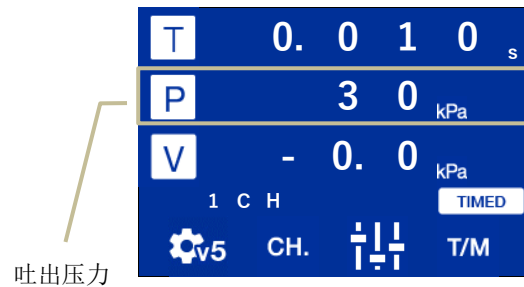 T 0. 0 1 0 s
P 3 0 kPa
V - 0. 0 kPa
1 C H TIMED
v5 CH. T/M
吐出压力